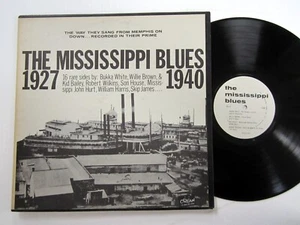 THE WAY THEY SANG FROM MEMPHIS ON
DOWN... RECORDED IN THEIR PRIMES
THE MISSISSIPPI BLUES
1927 1940
16 rare sides by: Bukka White, Willie Brown, &
Kid Bailey, Robert Wilkins, Son House, Missis-
sippi John Hurt, William Harris, Skip James....
the
mississippi
blues